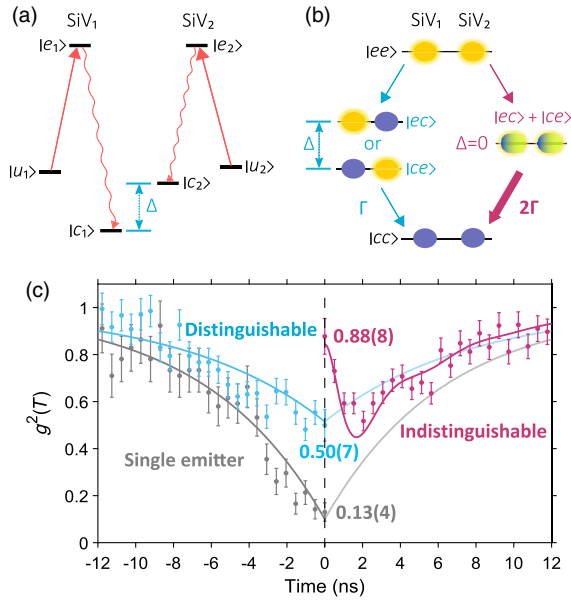 (a)
SiV₁ SiV₂
|e₁⟩ |e₂⟩
|u₁⟩ |u₂⟩
|c₂⟩
Δ
|c₁⟩
(b)
SiV₁ SiV₂
|ee⟩
|ec⟩ |ec⟩ + |ce⟩
Δ or Δ=0
|ce⟩
Γ 2Γ
|cc⟩
(c)
1
0.8
0.6
0.4
0.2
0
g²(T)
Distinguishable
0.88(8)
Single emitter
0.50(7)
Indistinguishable
0.13(4)
-12 -10 -8 -6 -4 -2 0 2 4 6 8 10 12
Time (ns)